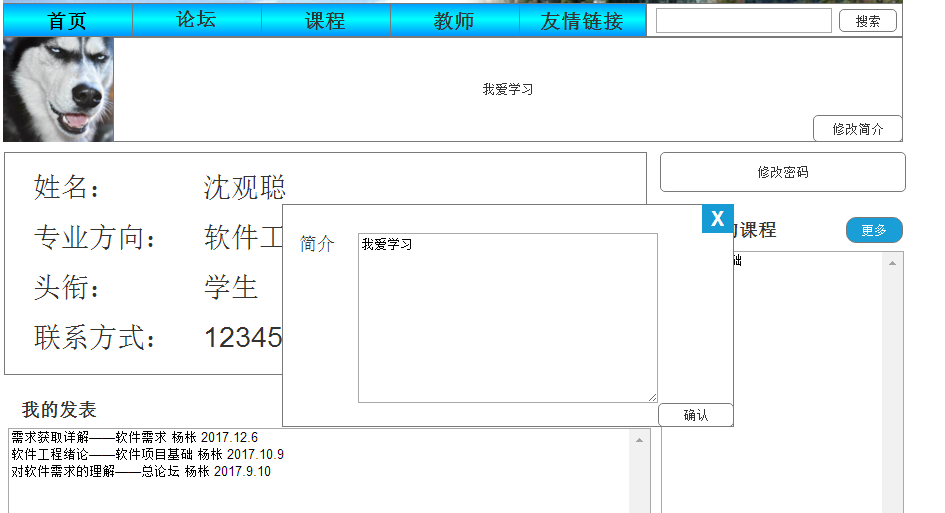 首页 论坛 课程 教师 友情链接 搜索
我爱学习
修改简介
姓名： 沈观聪
修改密码
专业方向： 软件工
头衔： 学生
联系方式： 12345
X
简介 我爱学习
确认
课程 更多
础
我的发表
需求获取详解——软件需求 杨枨 2017.12.6
软件工程绪论——软件项目基础 杨枨 2017.10.9
对软件需求的理解——总论坛 杨枨 2017.9.10